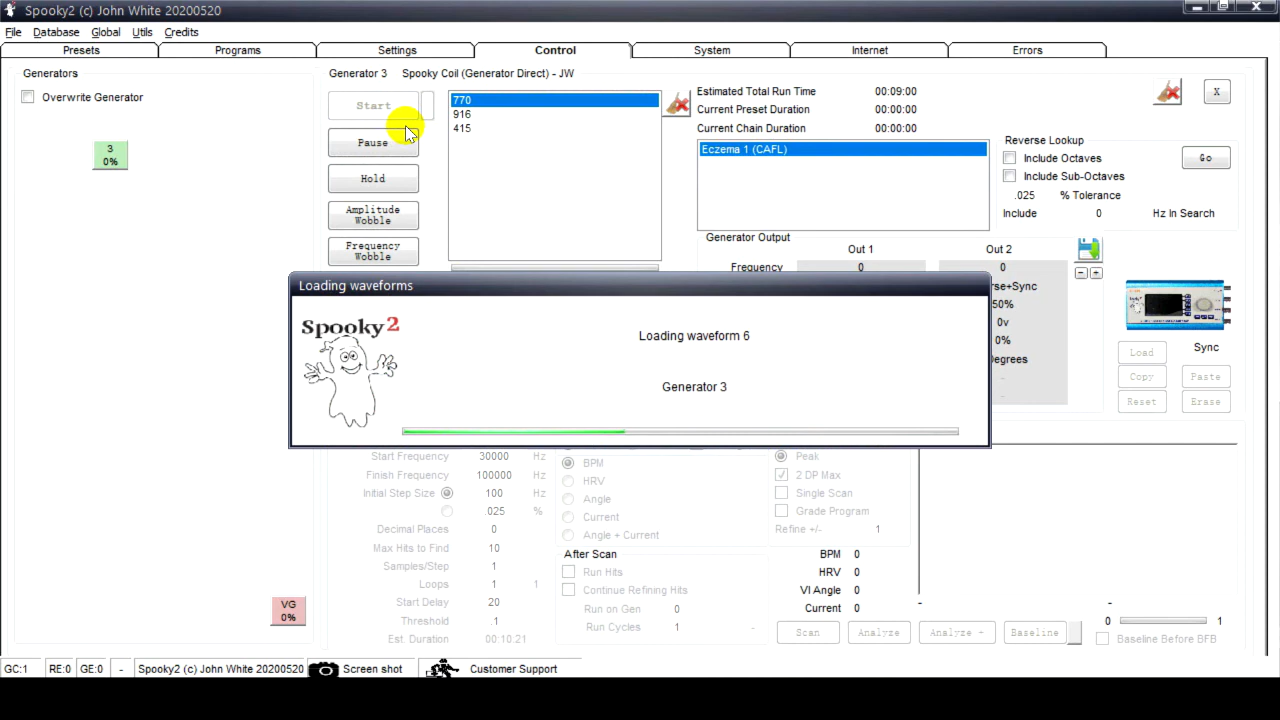 Spooky2 (c) John White 20200520
File Database Global Utils Credits
Presets Programs Settings Control System Internet Errors
Generators
Overwrite Generator
3
0%
VG
0%
Generator 3 Spooky Coil (Generator Direct) - JW
Start
Pause
Hold
Amplitude
Wobble
Frequency
Wobble
770
916
415
Estimated Total Run Time 00:09:00
Current Preset Duration 00:00:00
Current Chain Duration 00:00:00
X
Eczema 1 (CAFL)
Reverse Lookup
Include Octaves
Go
Include Sub-Octaves
.025 % Tolerance
Include 0 Hz In Search
Generator Output
Out 1 Out 2
Frequency 0 0
rse+Sync
50%
0v
0%
Degrees
-
-
- +
Load Sync
Copy Paste
Reset Erase
Loading waveforms
Spooky2
Loading waveform 6
Generator 3
Start Frequency 30000 Hz
Finish Frequency 100000 Hz
Initial Step Size 100 Hz
.025 %
Decimal Places 0
Max Hits to Find 10
Samples/Step 1
Loops 1 1
Start Delay 20
Threshold .1
Est. Duration 00:10:21
BPM
HRV
Angle
Current
Angle + Current
After Scan
Run Hits
Continue Refining Hits
Run on Gen 0
Run Cycles 1 -
Peak
2 DP Max
Single Scan
Grade Program
Refine +/- 1
BPM 0
HRV 0
VI Angle 0
Current 0
- -
0 1
Scan Analyze Analyze + Baseline
Baseline Before BFB
GC:1 RE:0 GE:0 - Spooky2 (c) John White 20200520 Screen shot Customer Support